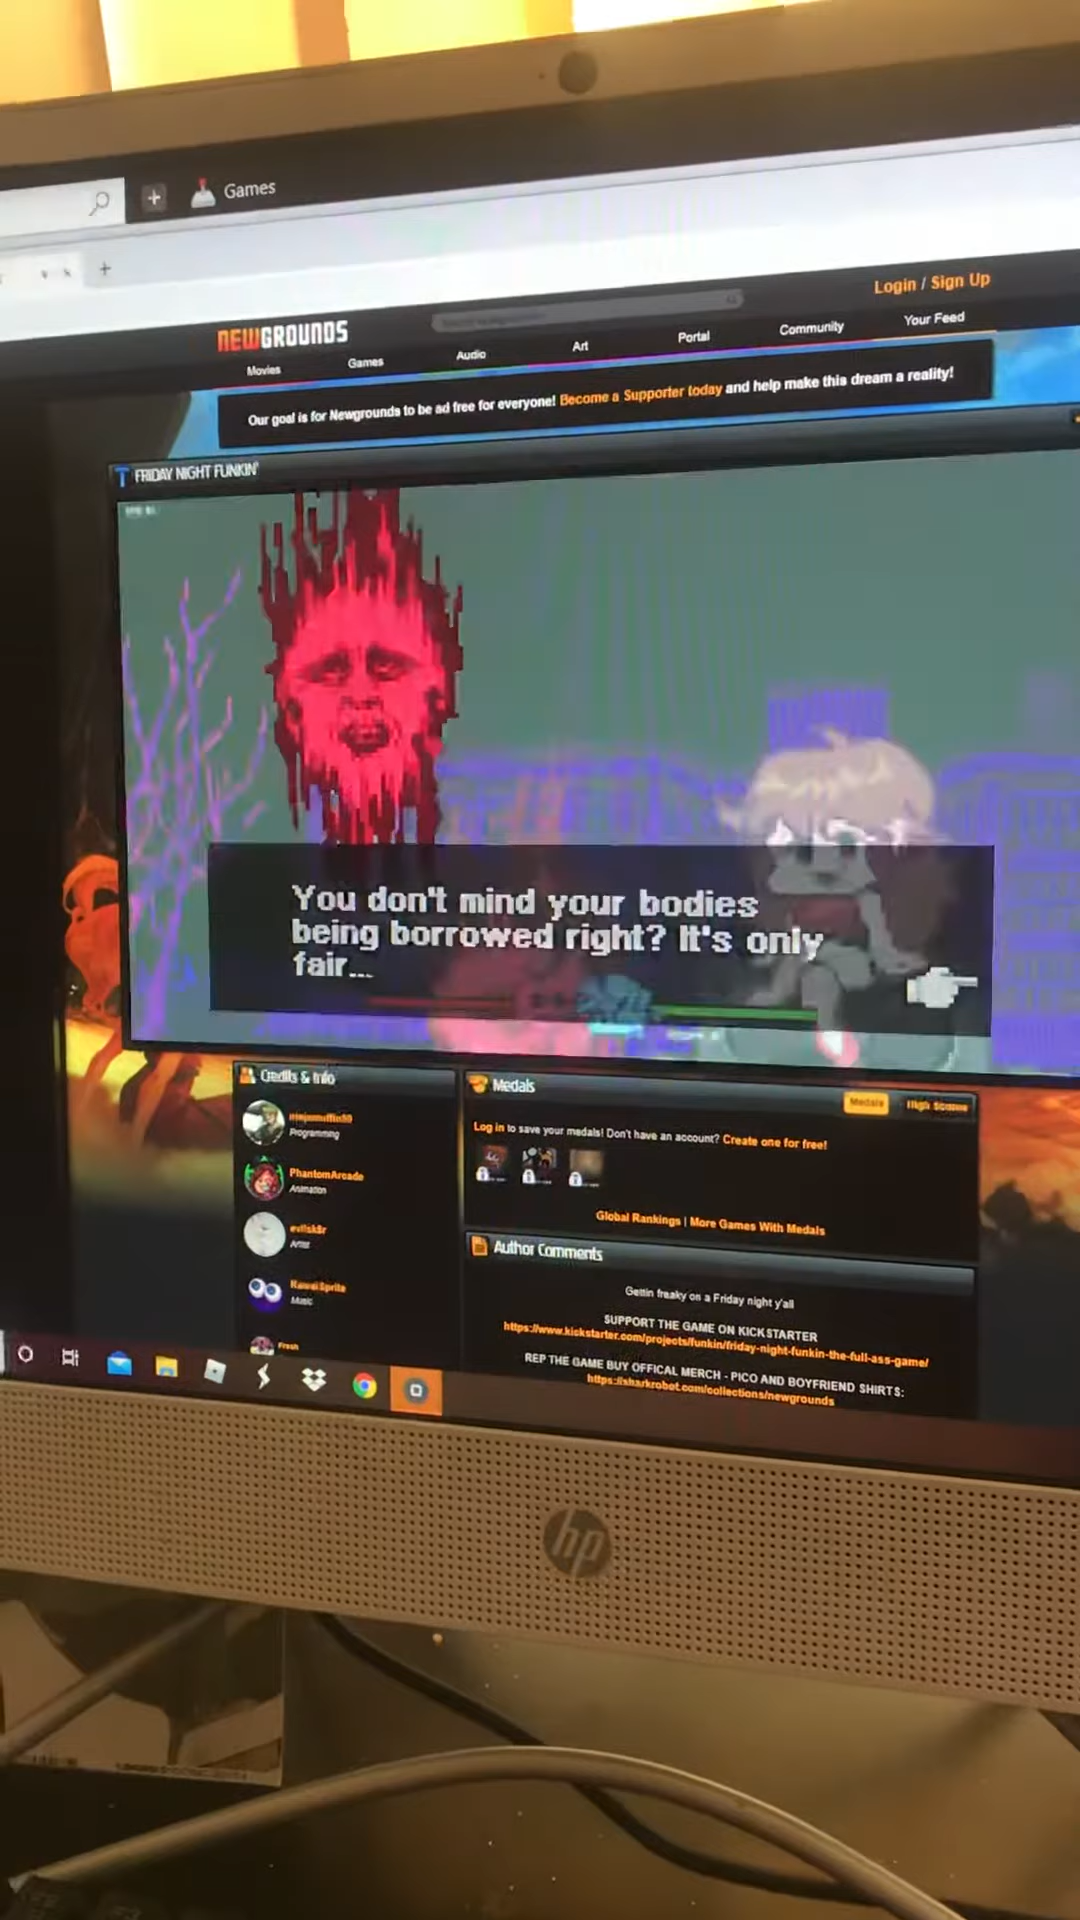 Games
Login / Sign Up
NEWGROUNDS
Movies
Games
Audio
Art
Portal
Community
Your Feed
Our goal is for Newgrounds to be ad free for everyone! Become a Supporter today and help make this dream a reality!
FRIDAY NIGHT FUNKIN'
You don't mind your bodies
being borrowed right? It's only
fair...
Credits & Info
ninjamuffin99
Programming
PhantomArcade
Animation
evilsk8r
Artist
KawaiSprite
Music
Medals
Medals
High Scores
Log in to save your medals! Don't have an account? Create one for free!
Global Rankings | More Games With Medals
Author Comments
Gettin freaky on a Friday night y'all
SUPPORT THE GAME ON KICKSTARTER
https://www.kickstarter.com/projects/funkin/friday-night-funkin-the-full-ass-game/
REP THE GAME BUY OFFICAL MERCH - PICO AND BOYFRIEND SHIRTS:
https://sharkrobot.com/collections/newgrounds
hp